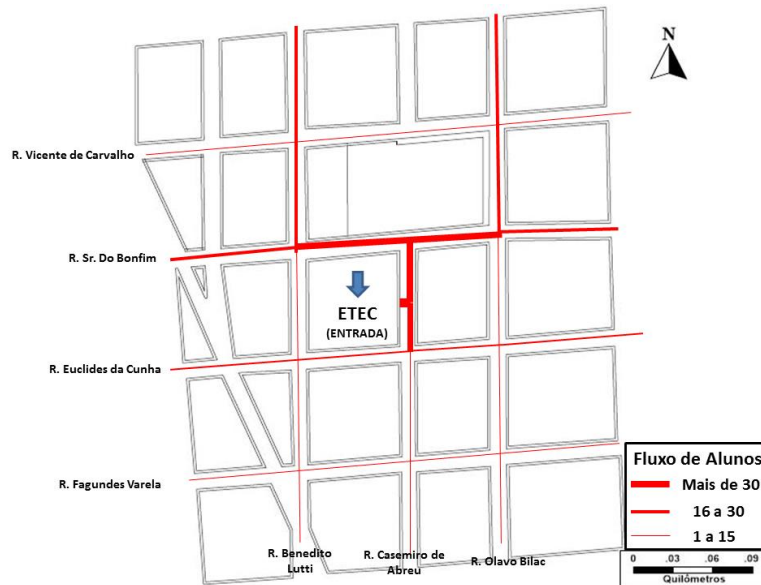 N
R. Vicente de Carvalho
R. Sr. Do Bonfim
ETEC
(ENTRADA)
R. Euclides da Cunha
R. Fagundes Varela
R. Benedito
Lutti
R. Casemiro de
Abreu
R. Olavo Bilac
Fluxo de Alunos
Mais de 30
16 a 30
1 a 15
0 .03 .06 .09
Quilômetros